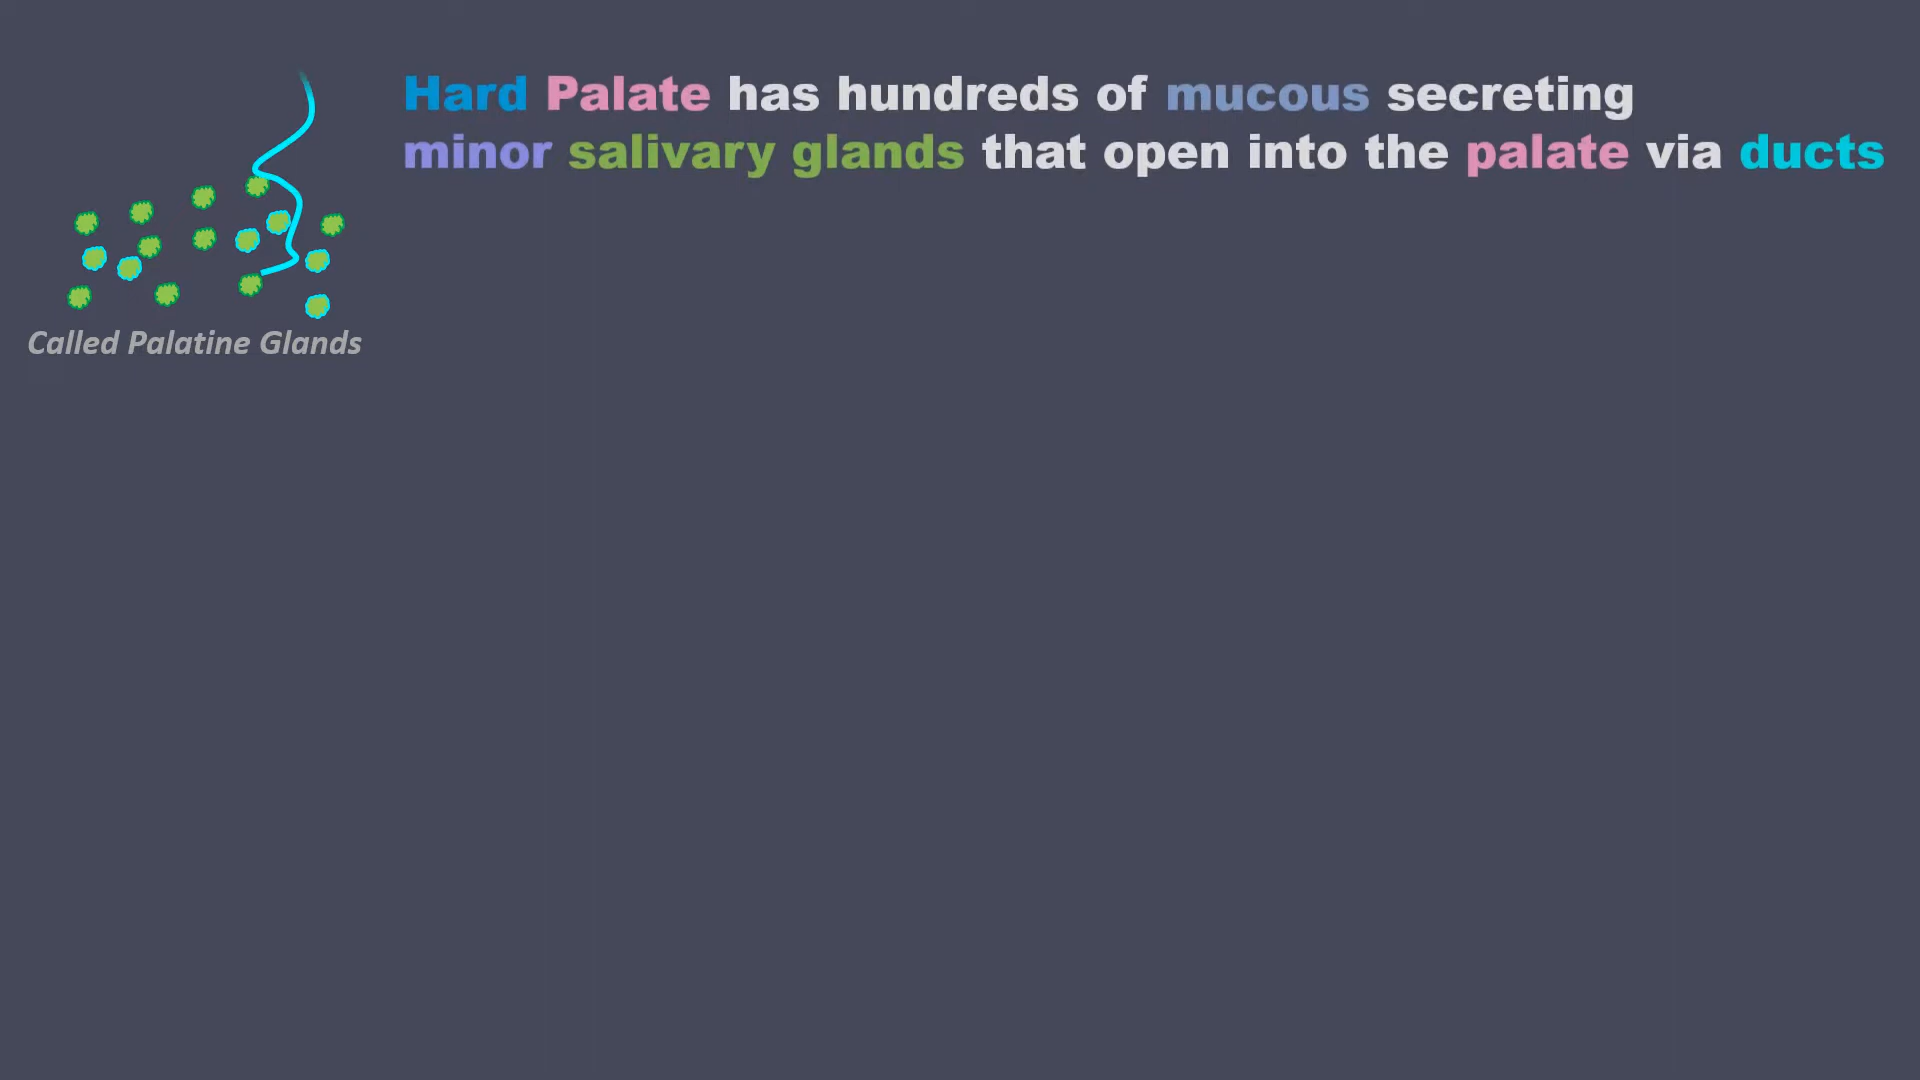 Hard Palate has hundreds of mucous secreting
minor salivary glands that open into the palate via ducts
Called Palatine Glands